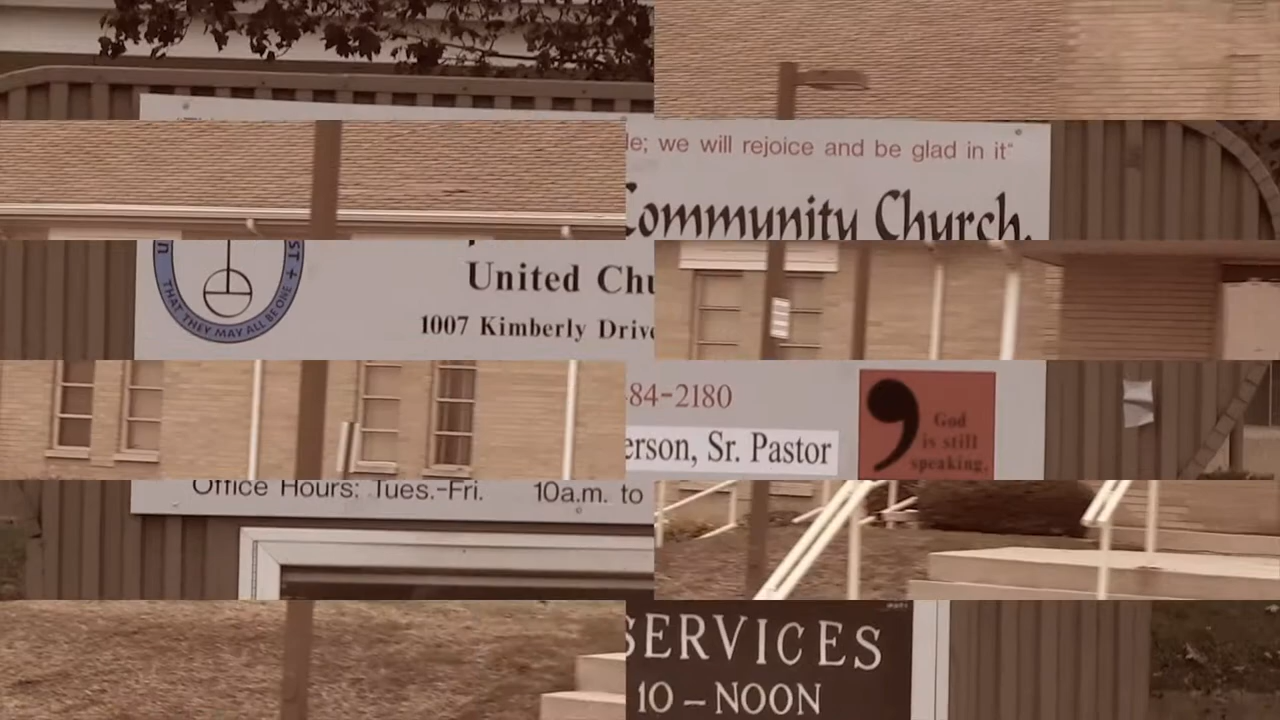 le; we will rejoice and be glad in it"
Community Church.
ST +
THAT THEY MAY ALL BE ONE
United Chu
1007 Kimberly Drive
84-2180
erson, Sr. Pastor
God
is still
speaking,
Office Hours: Tues.-Fri. 10a.m. to
SERVICES
10 – NOON